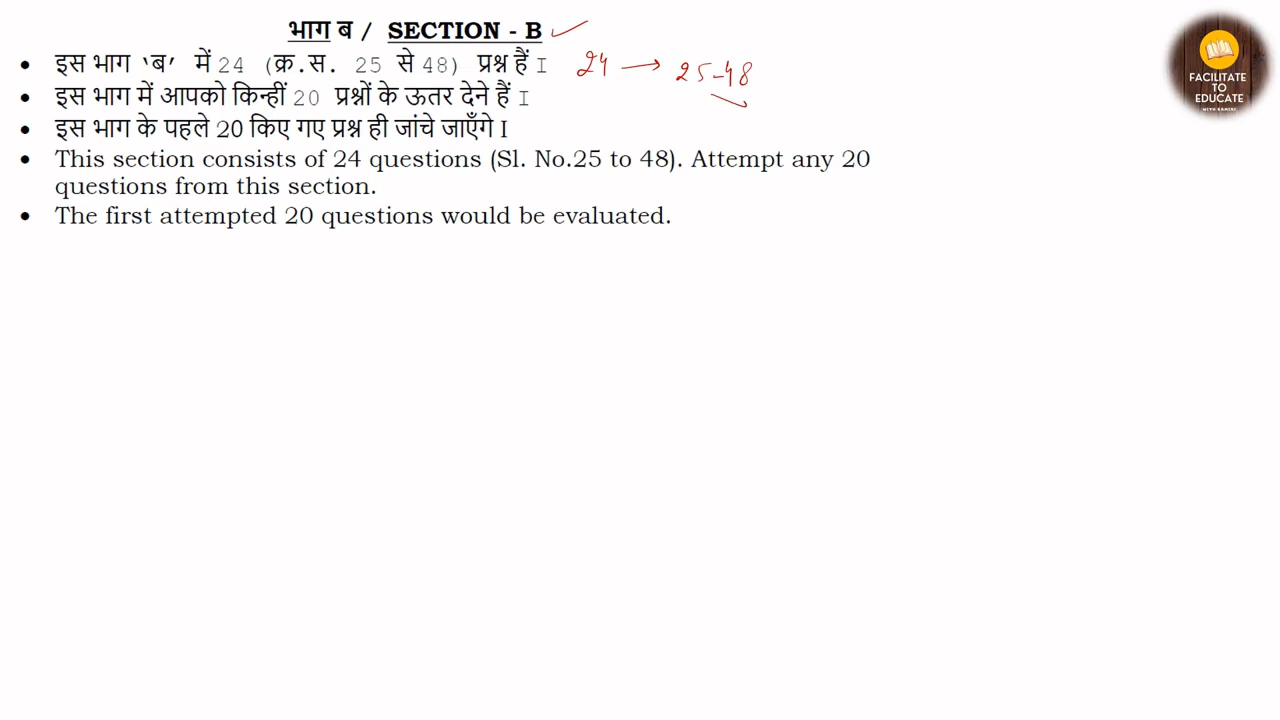 भाग ब / SECTION - B
• इस भाग 'ब' में 24 (क्र.स. 25 से 48) प्रश्न हैं I 24 → 25-48
• इस भाग में आपको किन्हीं 20 प्रश्नों के ऊतर देने हैं I
• इस भाग के पहले 20 किए गए प्रश्न ही जांचे जाएँगे I
• This section consists of 24 questions (Sl. No.25 to 48). Attempt any 20
questions from this section.
• The first attempted 20 questions would be evaluated.
FACILITATE
TO
EDUCATE